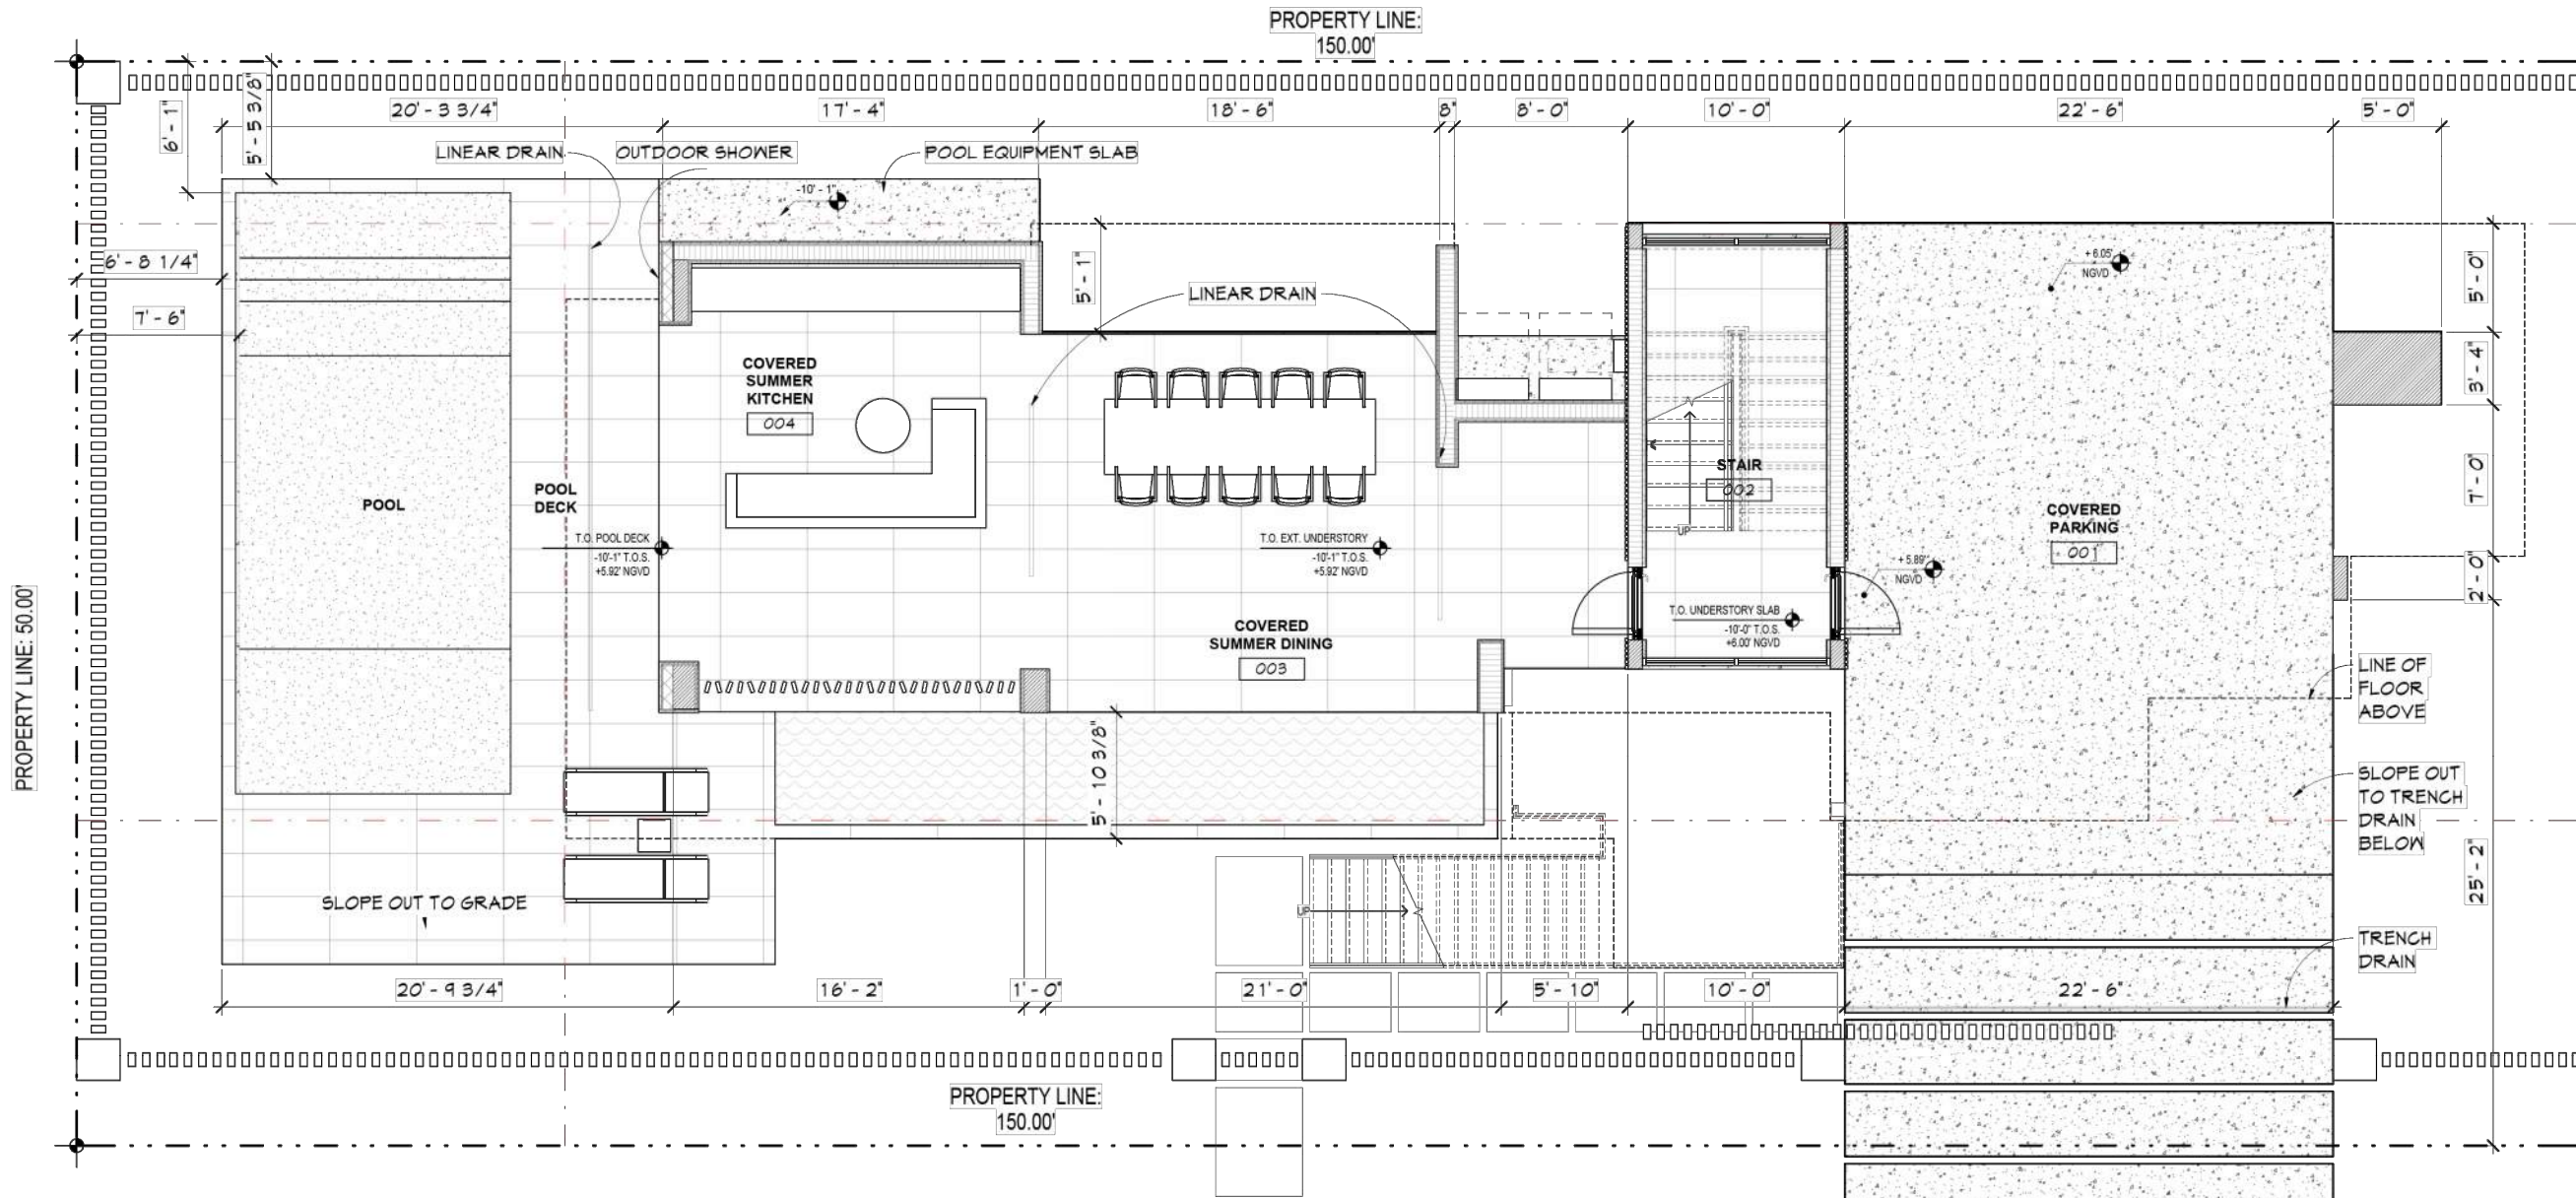 PROPERTY LINE:
150.00'
6' - 1"
5' - 5 3/8"
20' - 3 3/4"
17' - 4"
18' - 6"
8"
8' - 0"
10' - 0"
22' - 6"
5' - 0"
LINEAR DRAIN
OUTDOOR SHOWER
POOL EQUIPMENT SLAB
-10' - 1"
6' - 8 1/4"
7' - 6"
5' - 1"
LINEAR DRAIN
+ 6.05'
NGVD
5' - 0"
3' - 4"
7' - 0"
2' - 0"
25' - 2"
COVERED
SUMMER
KITCHEN
004
POOL
POOL
DECK
T.O. POOL DECK
-10'-1" T.O.S.
+5.92' NGVD
T.O. EXT. UNDERSTORY
-10'-1" T.O.S.
+5.92' NGVD
STAIR
002
UP
COVERED
PARKING
001
+ 5.89'
NGVD
T.O. UNDERSTORY SLAB
-10'-0" T.O.S.
+6.00' NGVD
COVERED
SUMMER DINING
003
PROPERTY LINE: 50.00'
LINE OF
FLOOR
ABOVE
5' - 10 3/8"
SLOPE OUT
TO TRENCH
DRAIN
BELOW
SLOPE OUT TO GRADE
UP
TRENCH
DRAIN
20' - 9 3/4"
16' - 2"
1' - 0"
21' - 0"
5' - 10"
10' - 0"
22' - 6"
PROPERTY LINE:
150.00'